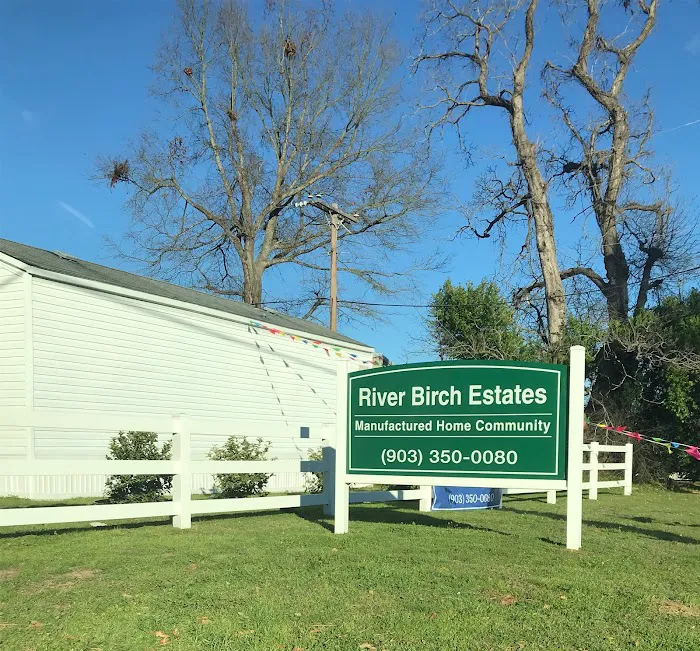 River Birch Estates
Manufactured Home Community
(903) 350-0080
(903) 350-0080